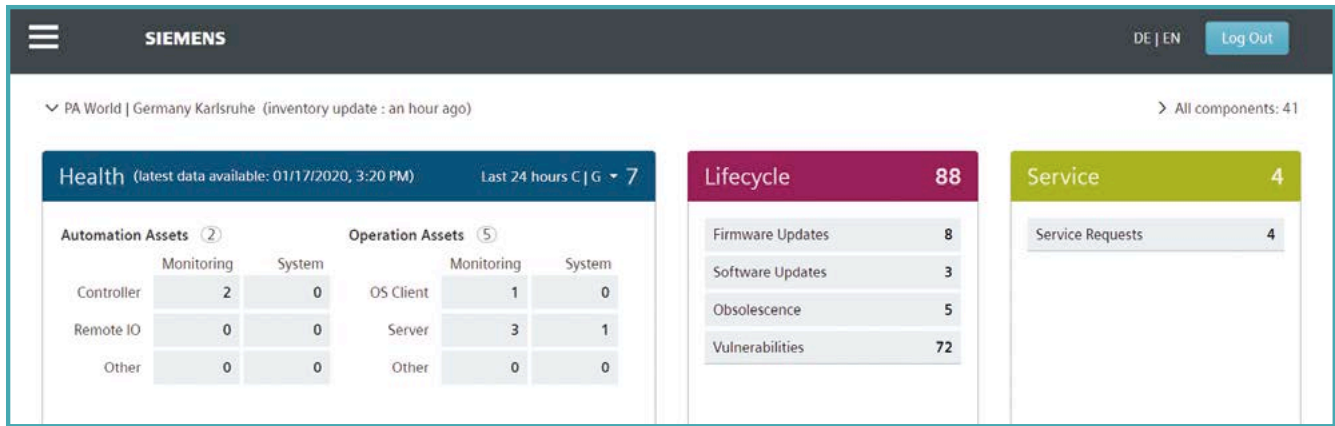 SIEMENS DE | EN Log Out
PA World | Germany Karlsruhe (inventory update : an hour ago) All components: 41
Health (latest data available: 01/17/2020, 3:20 PM) Last 24 hours C | G 7
Automation Assets 2 Operation Assets 5
Monitoring System Monitoring System
Controller 2 0 OS Client 1 0
Remote IO 0 0 Server 3 1
Other 0 0 Other 0 0
Lifecycle 88
Firmware Updates 8
Software Updates 3
Obsolescence 5
Vulnerabilities 72
Service 4
Service Requests 4